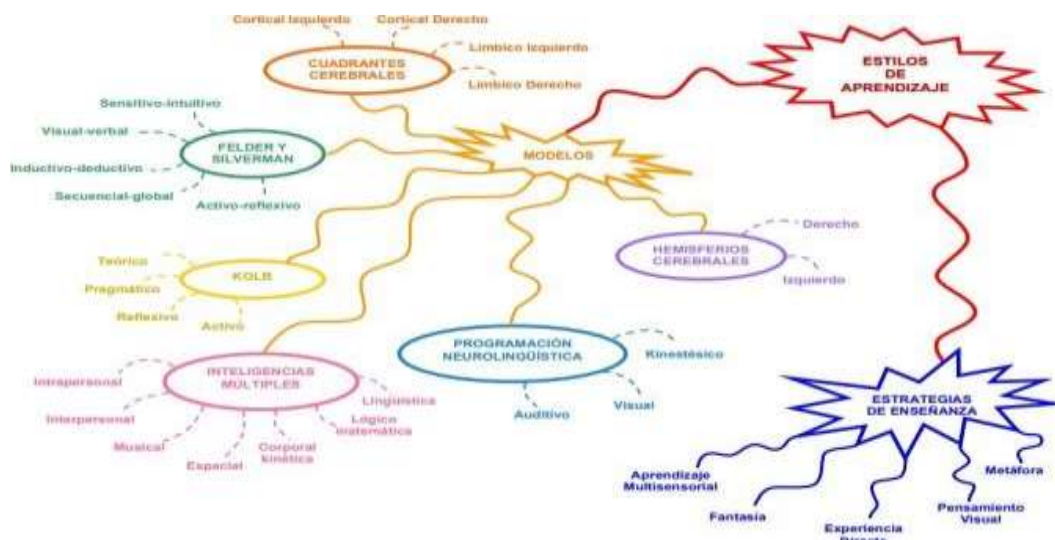 Cortical Izquierdo
Cortical Derecho
CUADRANTES
CEREBRALES
Limbico Izquierdo
Limbico Derecho
ESTILOS
DE
APRENDIZAJE
Sensitivo-intuitivo
Visual-verbal
Inductivo-deductivo
Secuencial-global
Activo-reflexivo
FELDER Y
SILVERMAN
MODELOS
Teórico
Pragmático
Reflexivo
Activo
KOLB
HEMISFERIOS
CEREBRALES
Derecho
Izquierdo
PROGRAMACIÓN
NEUROLINGÜÍSTICA
Kinestésico
Visual
Auditivo
INTELIGENCIAS
MÚLTIPLES
Intrapersonal
Interpersonal
Musical
Espacial
Corporal
kinética
Lógico
matemática
Lingüística
ESTRATEGIAS
DE ENSEÑANZA
Aprendizaje
Multisensorial
Fantasía
Experiencia
Directa
Pensamiento
Visual
Metáfora